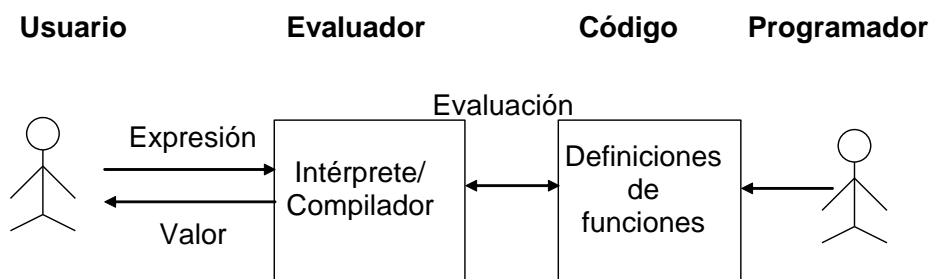 Usuario
Evaluador
Código
Programador
Evaluación
Expresión
Intérprete/
Compilador
Definiciones
de
funciones
Valor